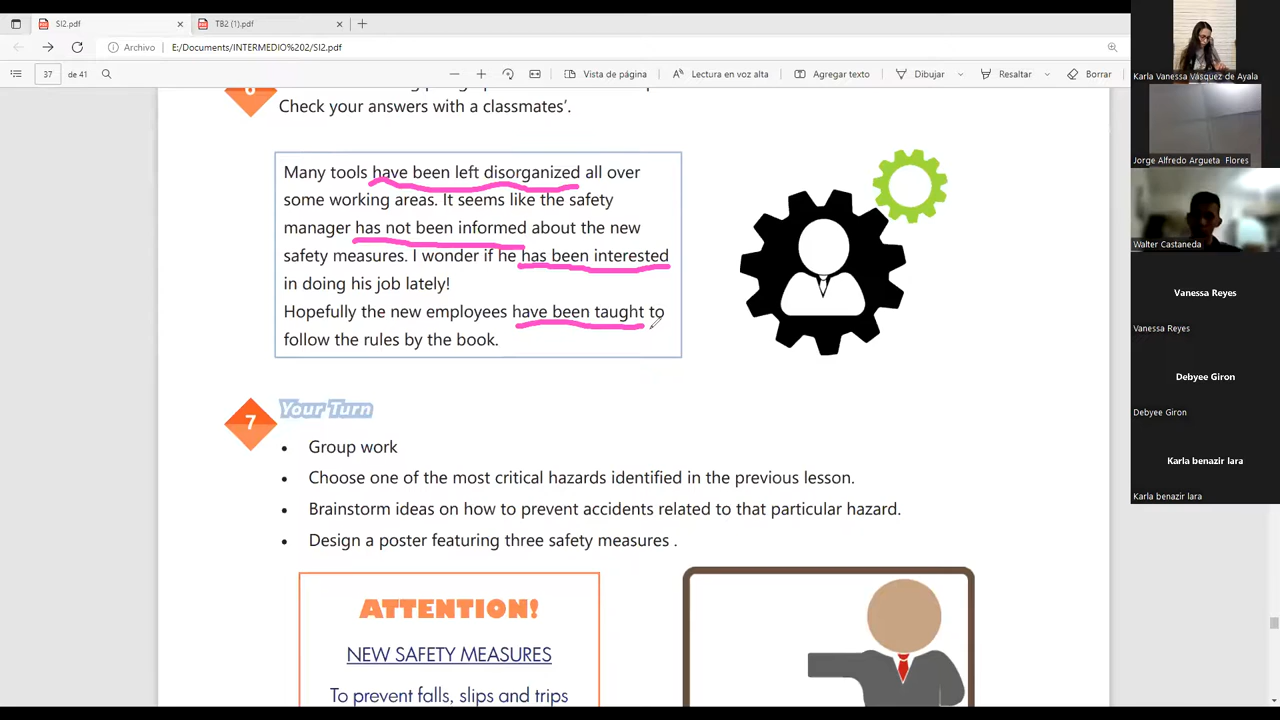 SI2.pdf
TB2 (1).pdf
Archivo
E:/Documents/INTERMEDIO%202/SI2.pdf
37
de 41
Vista de página
Lectura en voz alta
Agregar texto
Dibujar
Resaltar
Borrar
6
Check your answers with a classmates'.
Many tools have been left disorganized all over
some working areas. It seems like the safety
manager has not been informed about the new
safety measures. I wonder if he has been interested
in doing his job lately!
Hopefully the new employees have been taught to
follow the rules by the book.
7
Your Turn
• Group work
• Choose one of the most critical hazards identified in the previous lesson.
• Brainstorm ideas on how to prevent accidents related to that particular hazard.
• Design a poster featuring three safety measures .
ATTENTION!
NEW SAFETY MEASURES
To prevent falls, slips and trips
Karla Vanessa Vásquez de Ayala
Jorge Alfredo Argueta Flores
Walter Castaneda
Vanessa Reyes
Vanessa Reyes
Debyee Giron
Debyee Giron
Karla benazir lara
Karla benazir lara